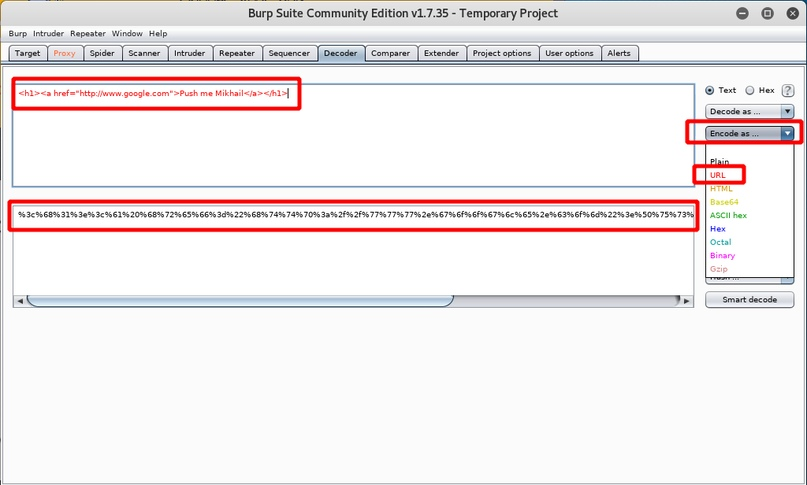 Burp Suite Community Edition v1.7.35 - Temporary Project
Burp Intruder Repeater Window Help
Target Proxy Spider Scanner Intruder Repeater Sequencer Decoder Comparer Extender Project options User options Alerts
<h1><a href="http://www.google.com">Push me Mikhail</a></h1>
Text Hex ?
Decode as ...
Encode as ...
Plain
URL
HTML
Base64
ASCII hex
Hex
Octal
Binary
Gzip
%3c%68%31%3e%3c%61%20%68%72%65%66%3d%22%68%74%74%70%3a%2f%2f%77%77%77%2e%67%6f%6f%67%6c%65%2e%63%6f%6d%22%3e%50%75%73%
Smart decode